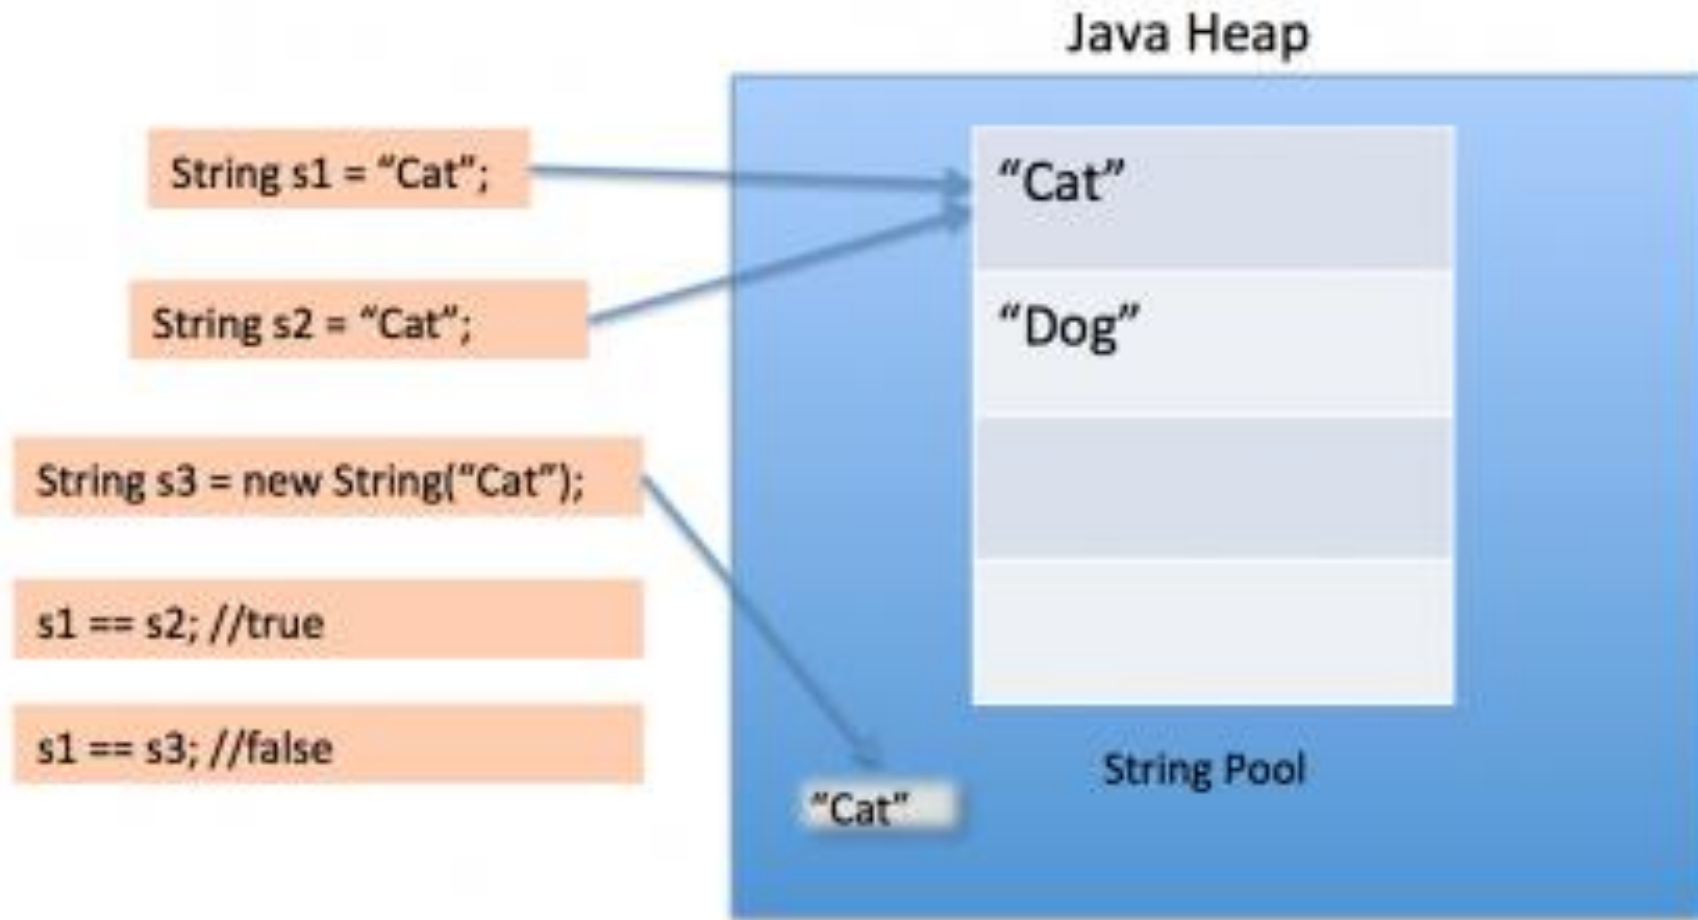 Java Heap
String s1 = “Cat”;
String s2 = “Cat”;
String s3 = new String(“Cat”);
s1 == s2; //true
s1 == s3; //false
“Cat”
“Dog”
String Pool
“Cat”